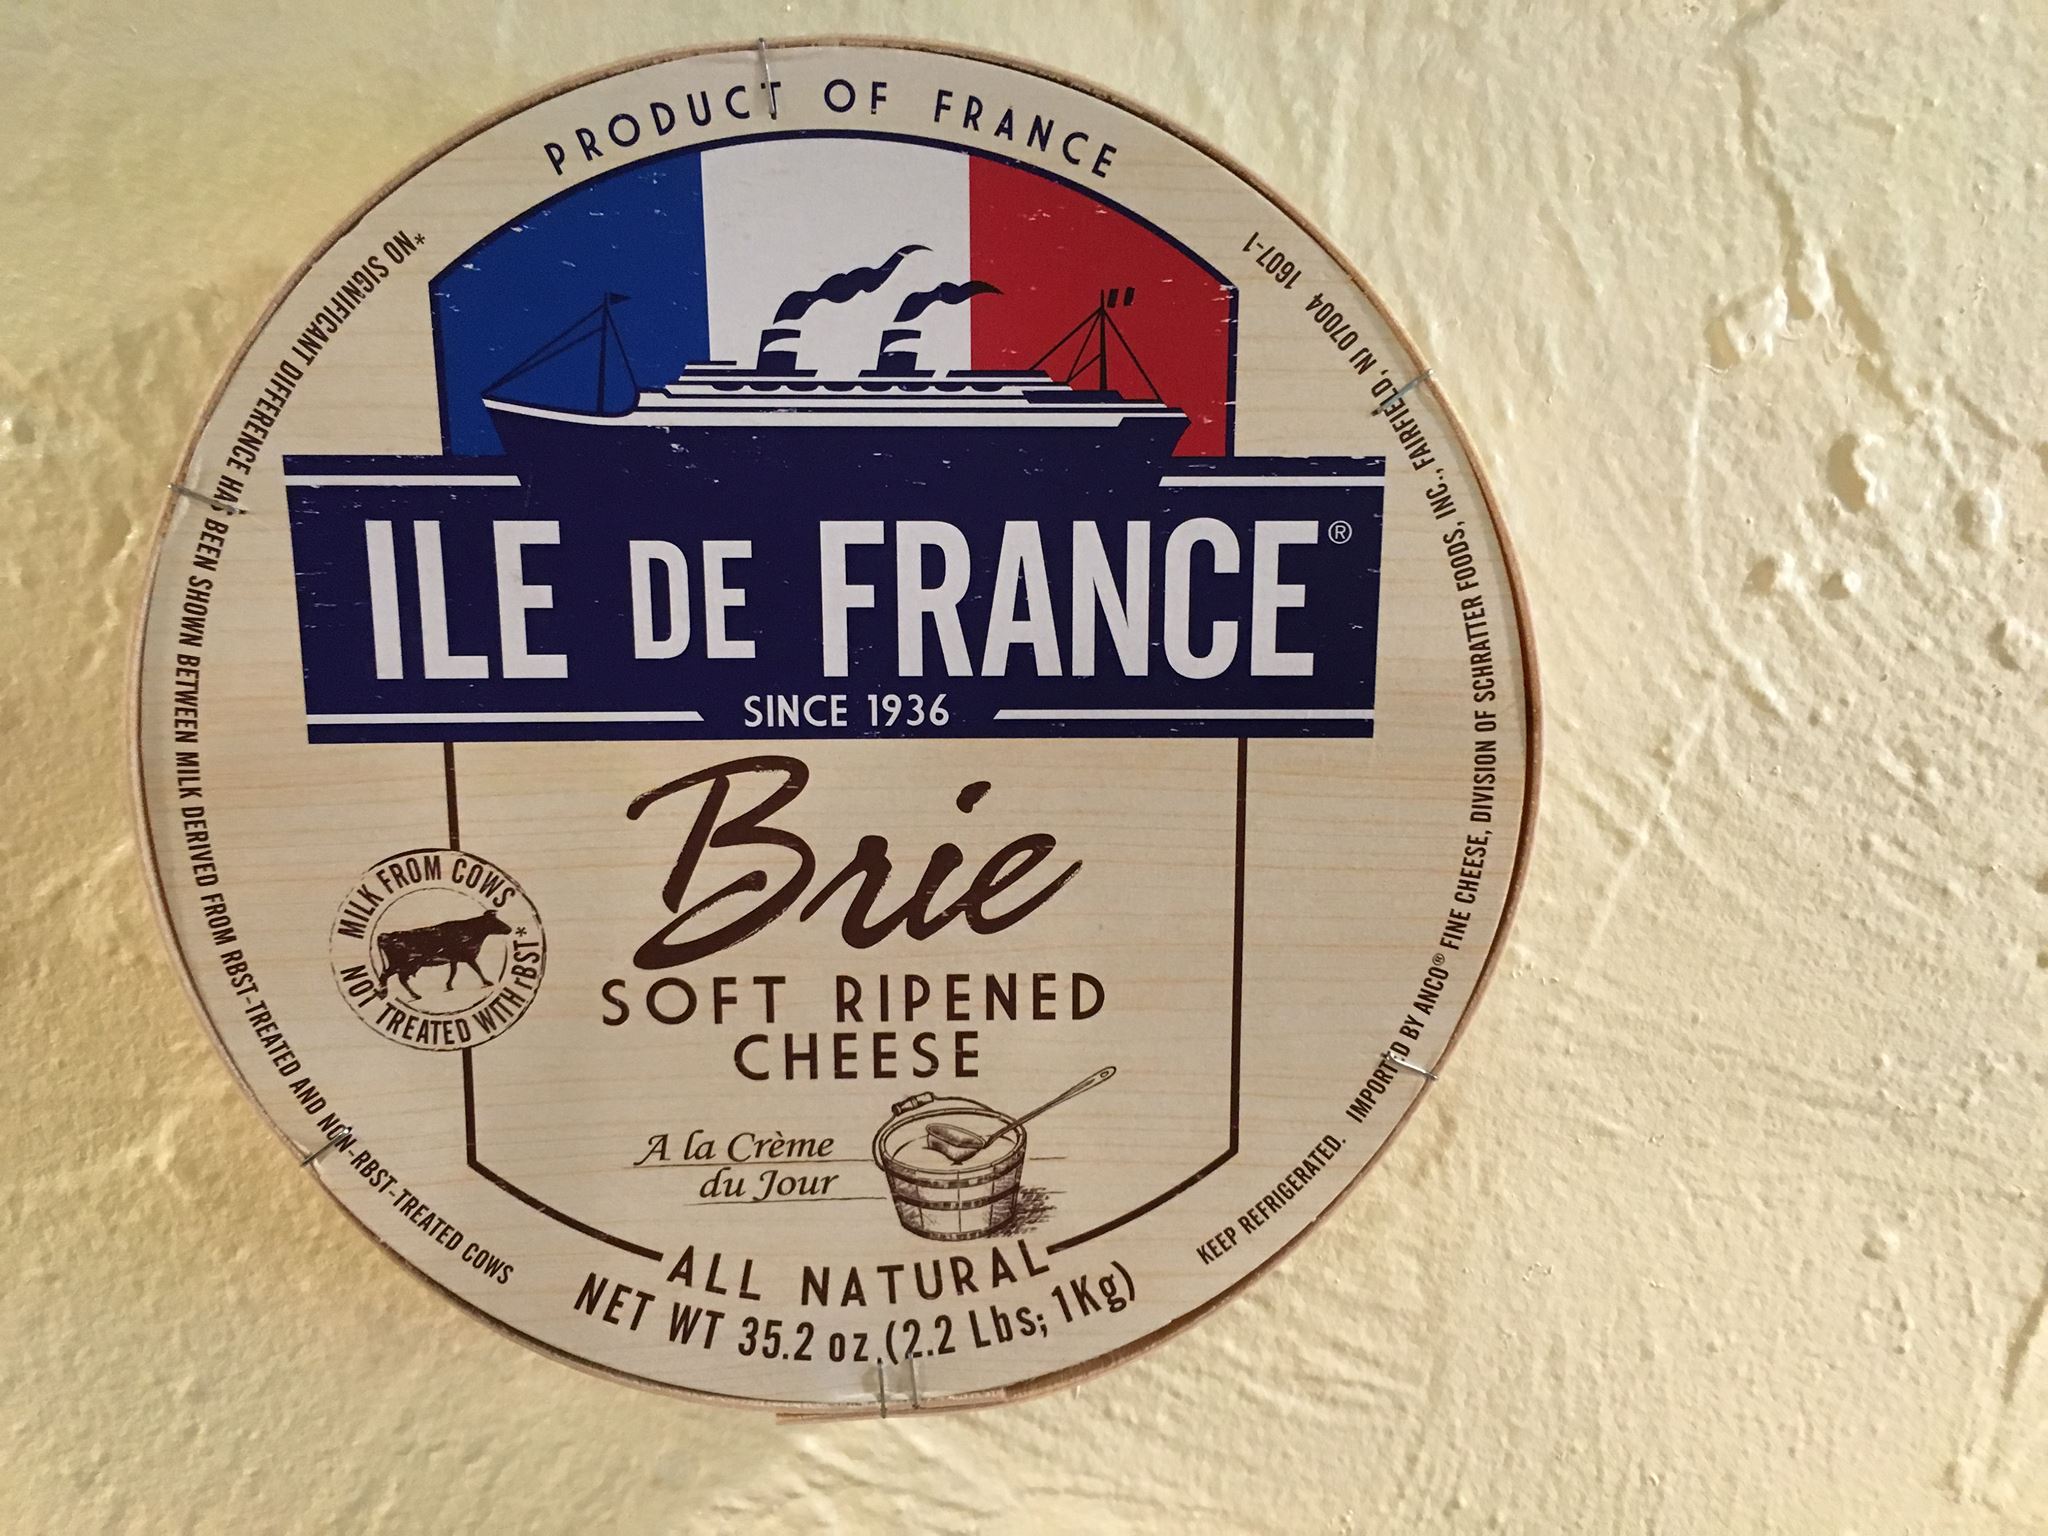 PRODUCT OF FRANCE
ILE DE FRANCE®
SINCE 1936
Brie
SOFT RIPENED
CHEESE
A la Crème
du Jour
ALL NATURAL
NET WT 35.2 oz (2.2 Lbs; 1Kg)
MILK FROM COWS
NOT TREATED WITH rBST*
*NO SIGNIFICANT DIFFERENCE HAS BEEN SHOWN BETWEEN MILK DERIVED FROM RBST-TREATED AND NON-RBST-TREATED COWS
KEEP REFRIGERATED. IMPORTED BY ANCO® FINE CHEESE, DIVISION OF SCHRATTER FOODS, INC., FAIRFIELD, NJ 07004 1607-1